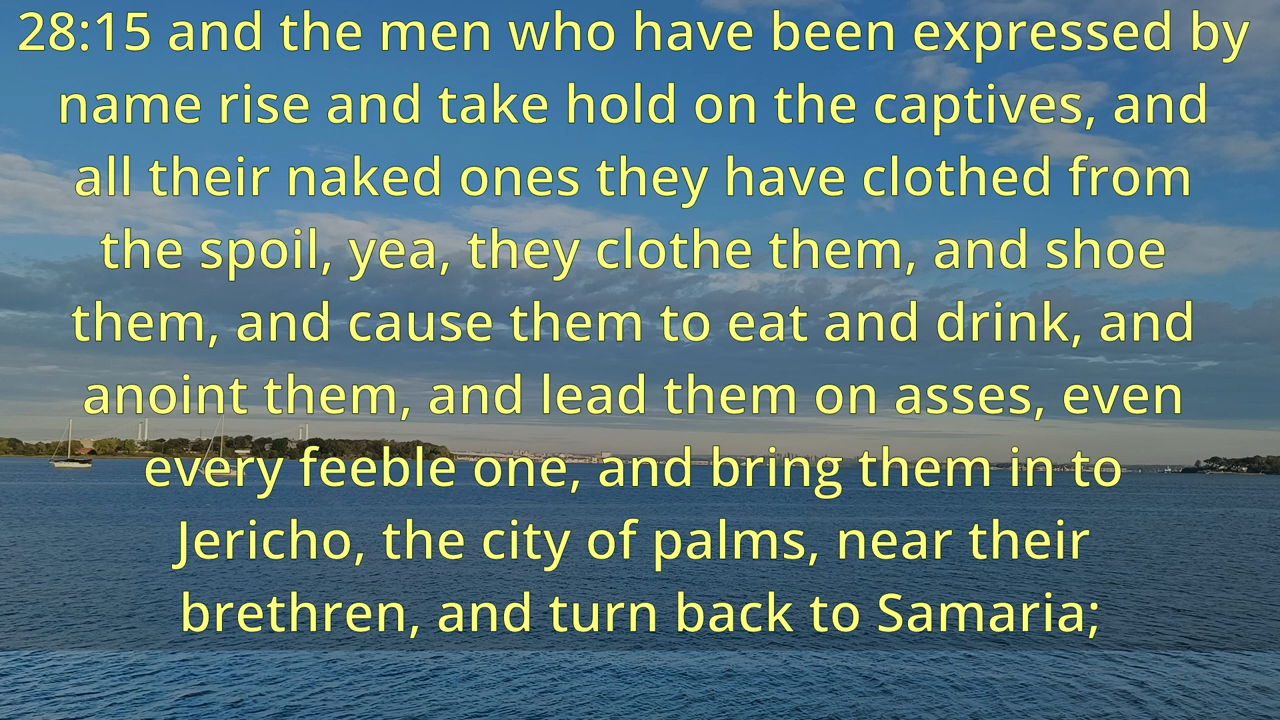 28:15 and the men who have been expressed by
name rise and take hold on the captives, and
all their naked ones they have clothed from
the spoil, yea, they clothe them, and shoe
them, and cause them to eat and drink, and
anoint them, and lead them on asses, even
every feeble one, and bring them in to
Jericho, the city of palms, near their
brethren, and turn back to Samaria;